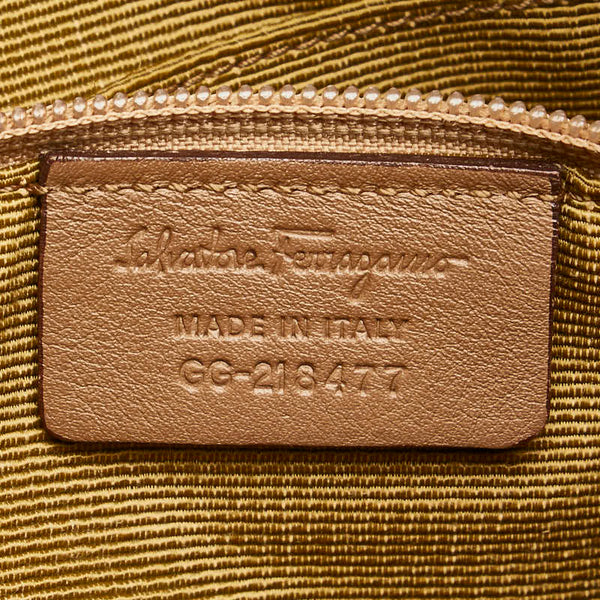 Salvatore Ferragamo
MADE IN ITALY
GG-218477